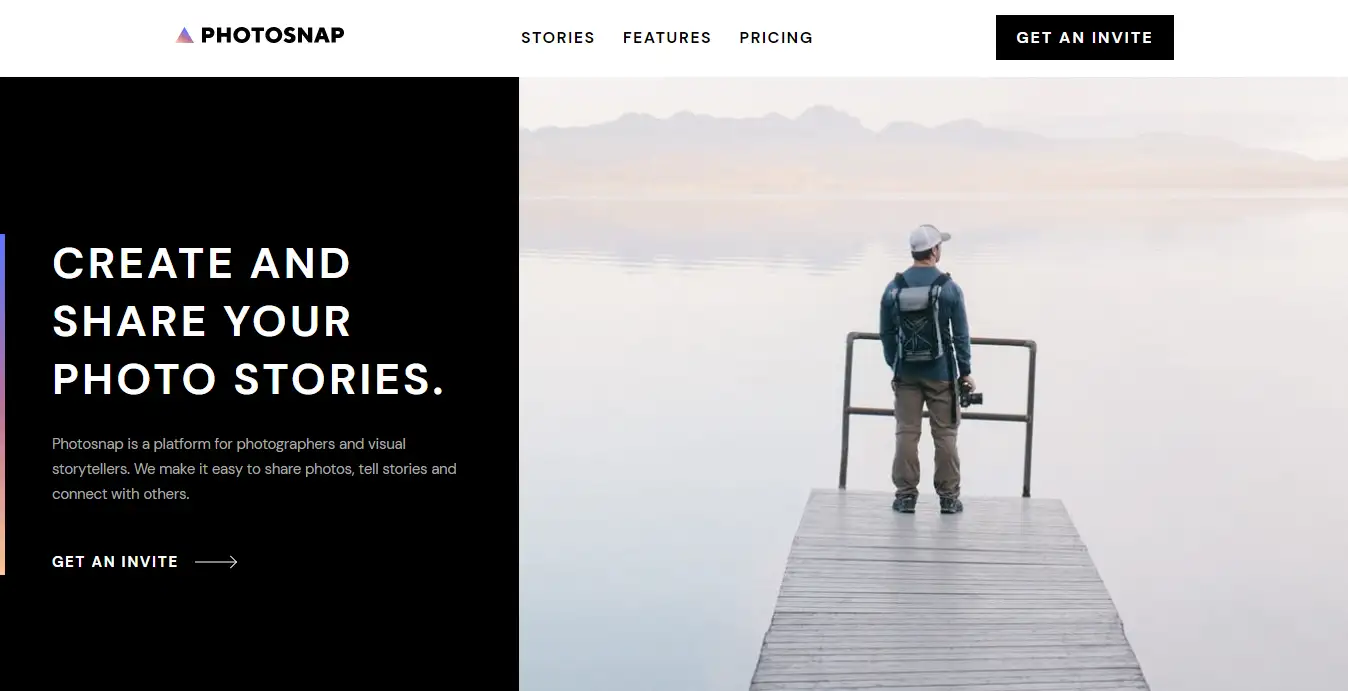 PHOTOSNAP
STORIES FEATURES PRICING
GET AN INVITE
CREATE AND
SHARE YOUR
PHOTO STORIES.
Photosnap is a platform for photographers and visual
storytellers. We make it easy to share photos, tell stories and
connect with others.
GET AN INVITE